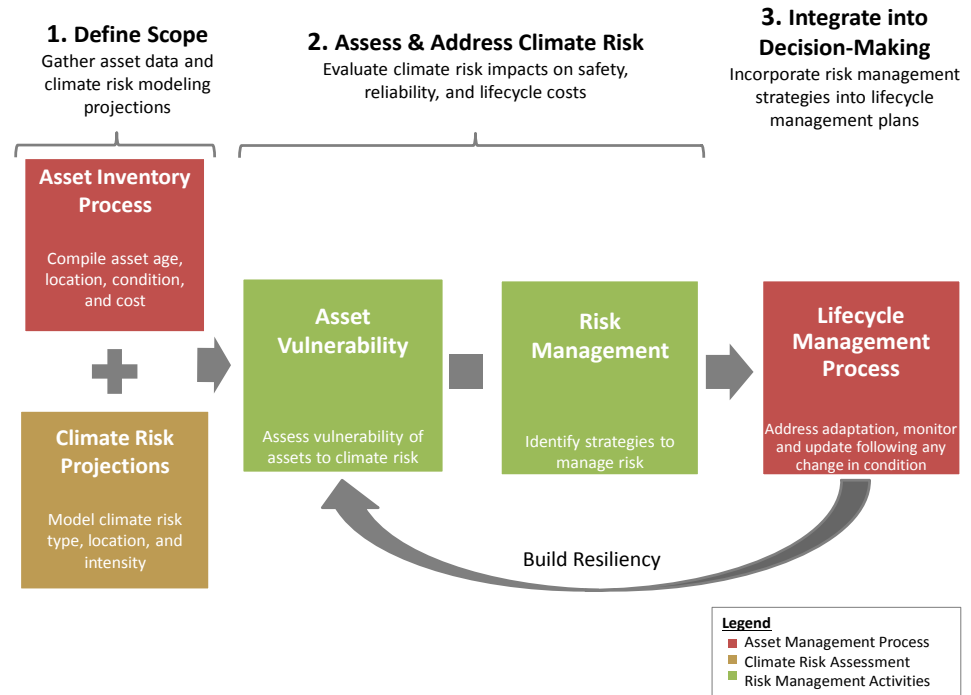 1. Define Scope
Gather asset data and
climate risk modeling
projections
2. Assess & Address Climate Risk
Evaluate climate risk impacts on safety,
reliability, and lifecycle costs
3. Integrate into
Decision-Making
Incorporate risk management
strategies into lifecycle
management plans
Asset Inventory
Process
Compile asset age,
location, condition,
and cost
Climate Risk
Projections
Model climate risk
type, location, and
intensity
Asset
Vulnerability
Assess vulnerability of
assets to climate risk
Risk
Management
Identify strategies to
manage risk
Lifecycle
Management
Process
Address adaptation, monitor
and update following any
change in condition
Build Resiliency
Legend
Asset Management Process
Climate Risk Assessment
Risk Management Activities